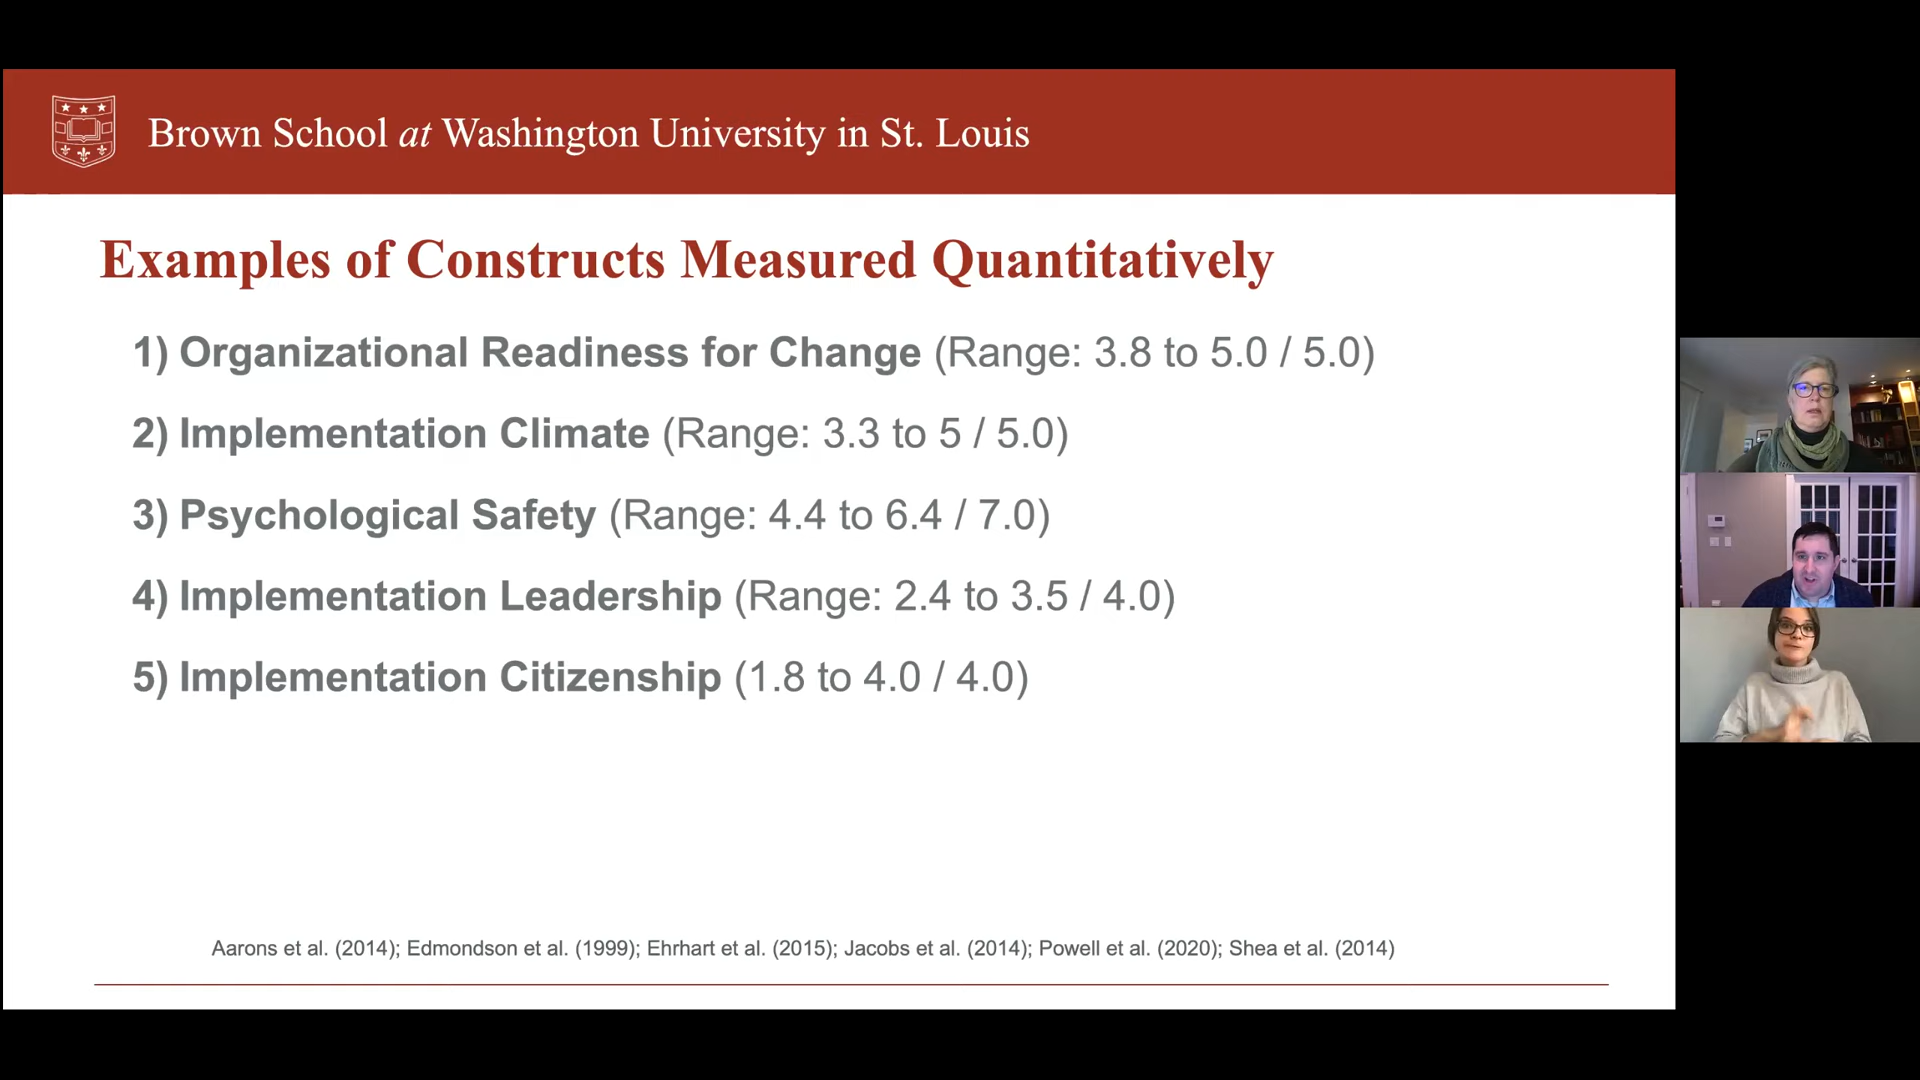 Brown School at Washington University in St. Louis
Examples of Constructs Measured Quantitatively
1) Organizational Readiness for Change (Range: 3.8 to 5.0 / 5.0)
2) Implementation Climate (Range: 3.3 to 5 / 5.0)
3) Psychological Safety (Range: 4.4 to 6.4 / 7.0)
4) Implementation Leadership (Range: 2.4 to 3.5 / 4.0)
5) Implementation Citizenship (1.8 to 4.0 / 4.0)
Aarons et al. (2014); Edmondson et al. (1999); Ehrhart et al. (2015); Jacobs et al. (2014); Powell et al. (2020); Shea et al. (2014)